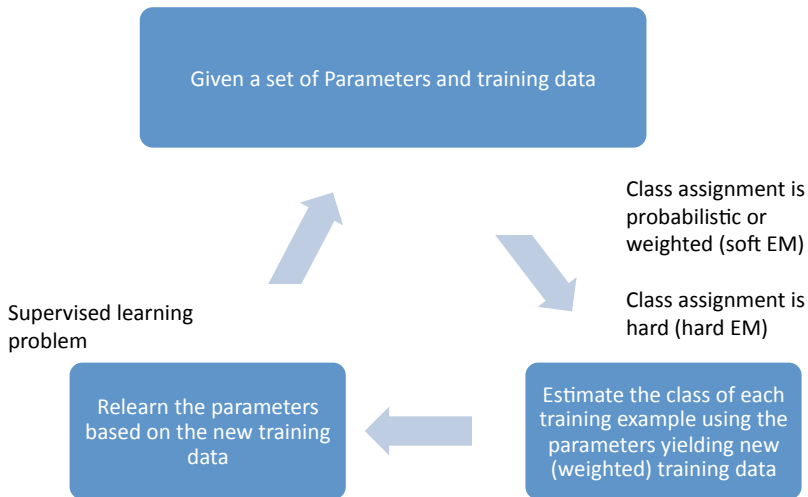 Given a set of Parameters and training data
Class assignment is
probabilistic or
weighted (soft EM)
Class assignment is
hard (hard EM)
Supervised learning
problem
Relearn the parameters
based on the new training
data
Estimate the class of each
training example using the
parameters yielding new
(weighted) training data